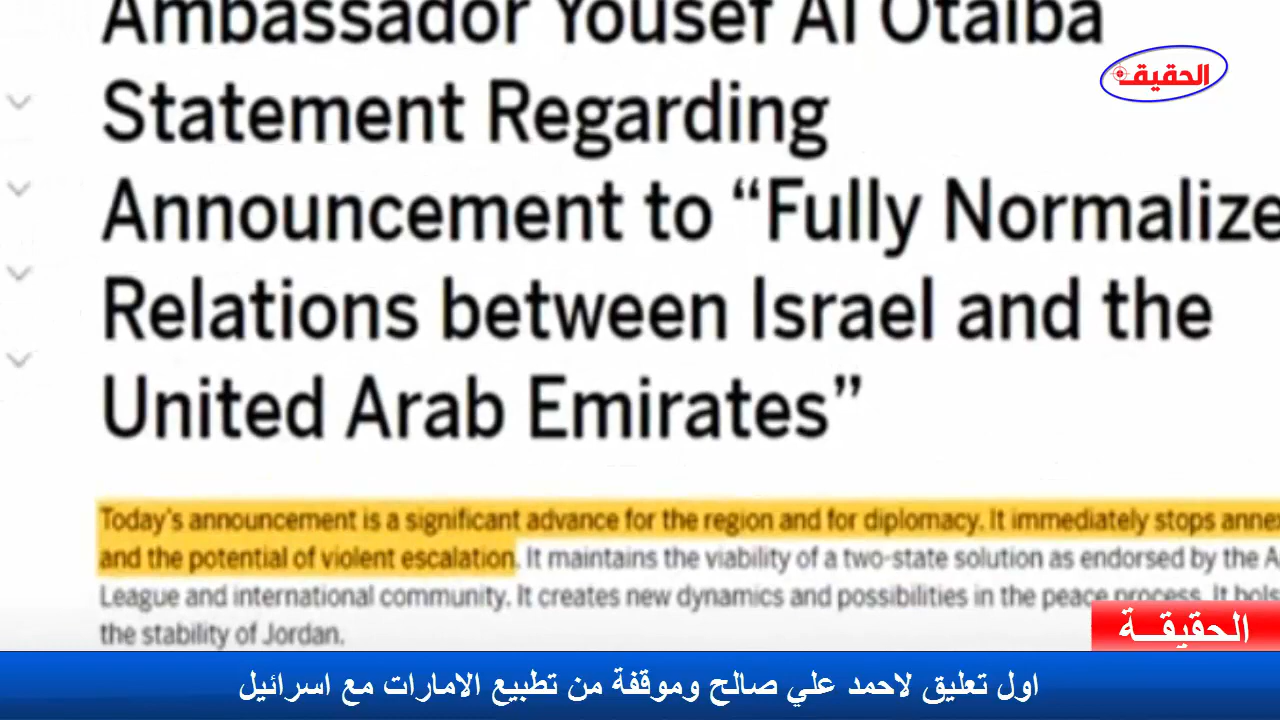 Ambassador Yousef Al Otaiba
Statement Regarding
Announcement to “Fully Normalize
Relations between Israel and the
United Arab Emirates”
الحقيقة
Today's announcement is a significant advance for the region and for diplomacy. It immediately stops
and the potential of violent escalation. It maintains the viability of a two-state solution as endorsed by the
League and international community. It creates new dynamics and possibilities in the peace process. It
the stability of Jordan.
الحقيقــة
اول تعليق لاحمد علي صالح وموقفة من تطبيع الامارات مع اسرائيل